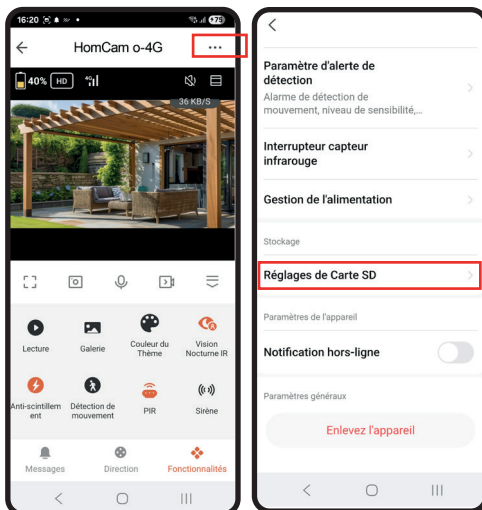 16:20
75
HomCam o-4G
...
40% HD 4G
36 KB/S
Lecture
Galerie
Couleur du
Thème
Vision
Nocturne IR
Anti-scintillem
ent
Détection de
mouvement
PIR
Sirène
Messages
Direction
Fonctionnalités
Paramètre d'alerte de
détection
Alarme de détection de
mouvement, niveau de sensibilité,...
Interrupteur capteur
infrarouge
Gestion de l'alimentation
Stockage
Réglages de Carte SD
Paramètres de l'appareil
Notification hors-ligne
Paramètres généraux
Enlevez l'appareil